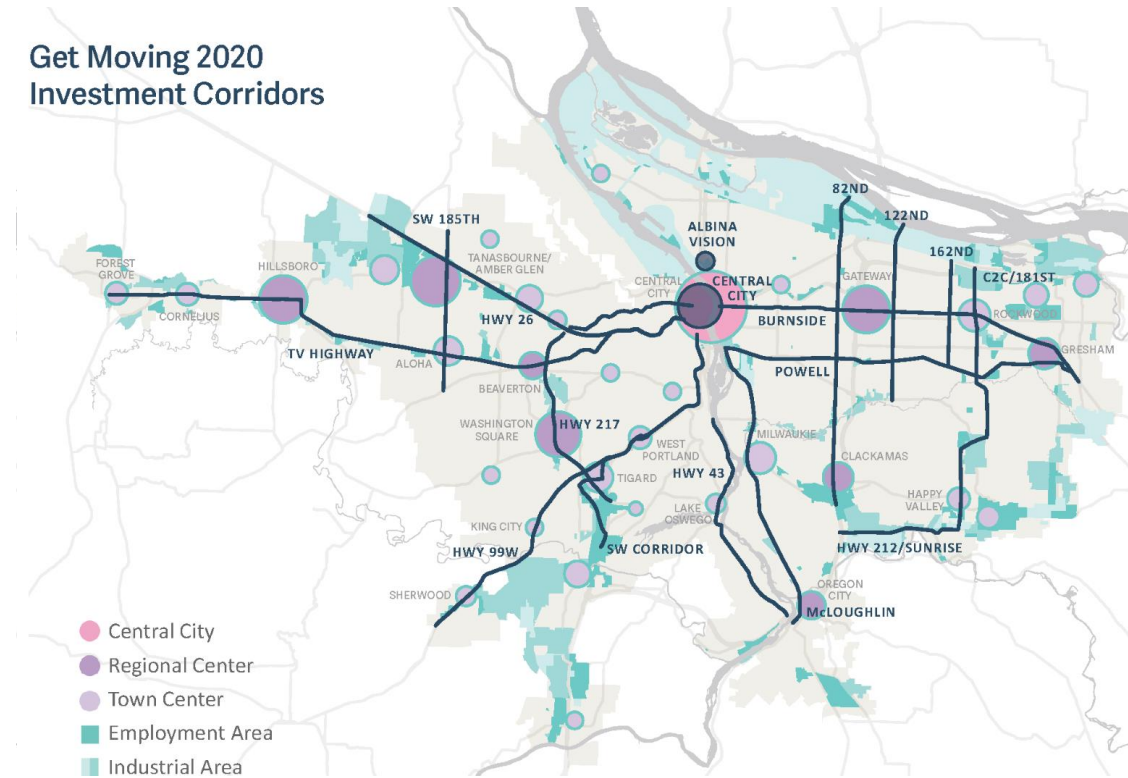 Get Moving 2020
Investment Corridors
82ND
SW 185TH
122ND
ALBINA
VISION
162ND
FOREST
GROVE
HILLSBORO
TANASBOURNE/
AMBER GLEN
CENTRAL
CITY
CENTRAL
CITY
GATEWAY
C2C/181ST
CORNELIUS
HWY 26
BURNSIDE
ROCKWOOD
TV HIGHWAY
ALOHA
GRESHAM
BEAVERTON
POWELL
WASHINGTON
SQUARE
HWY 217
WEST
PORTLAND
MILWAUKIE
HWY 43
CLACKAMAS
TIGARD
LAKE
OSWEGO
HAPPY
VALLEY
KING CITY
HWY 99W
SW CORRIDOR
HWY 212/SUNRISE
SHERWOOD
OREGON
CITY
McLOUGHLIN
Central City
Regional Center
Town Center
Employment Area
Industrial Area